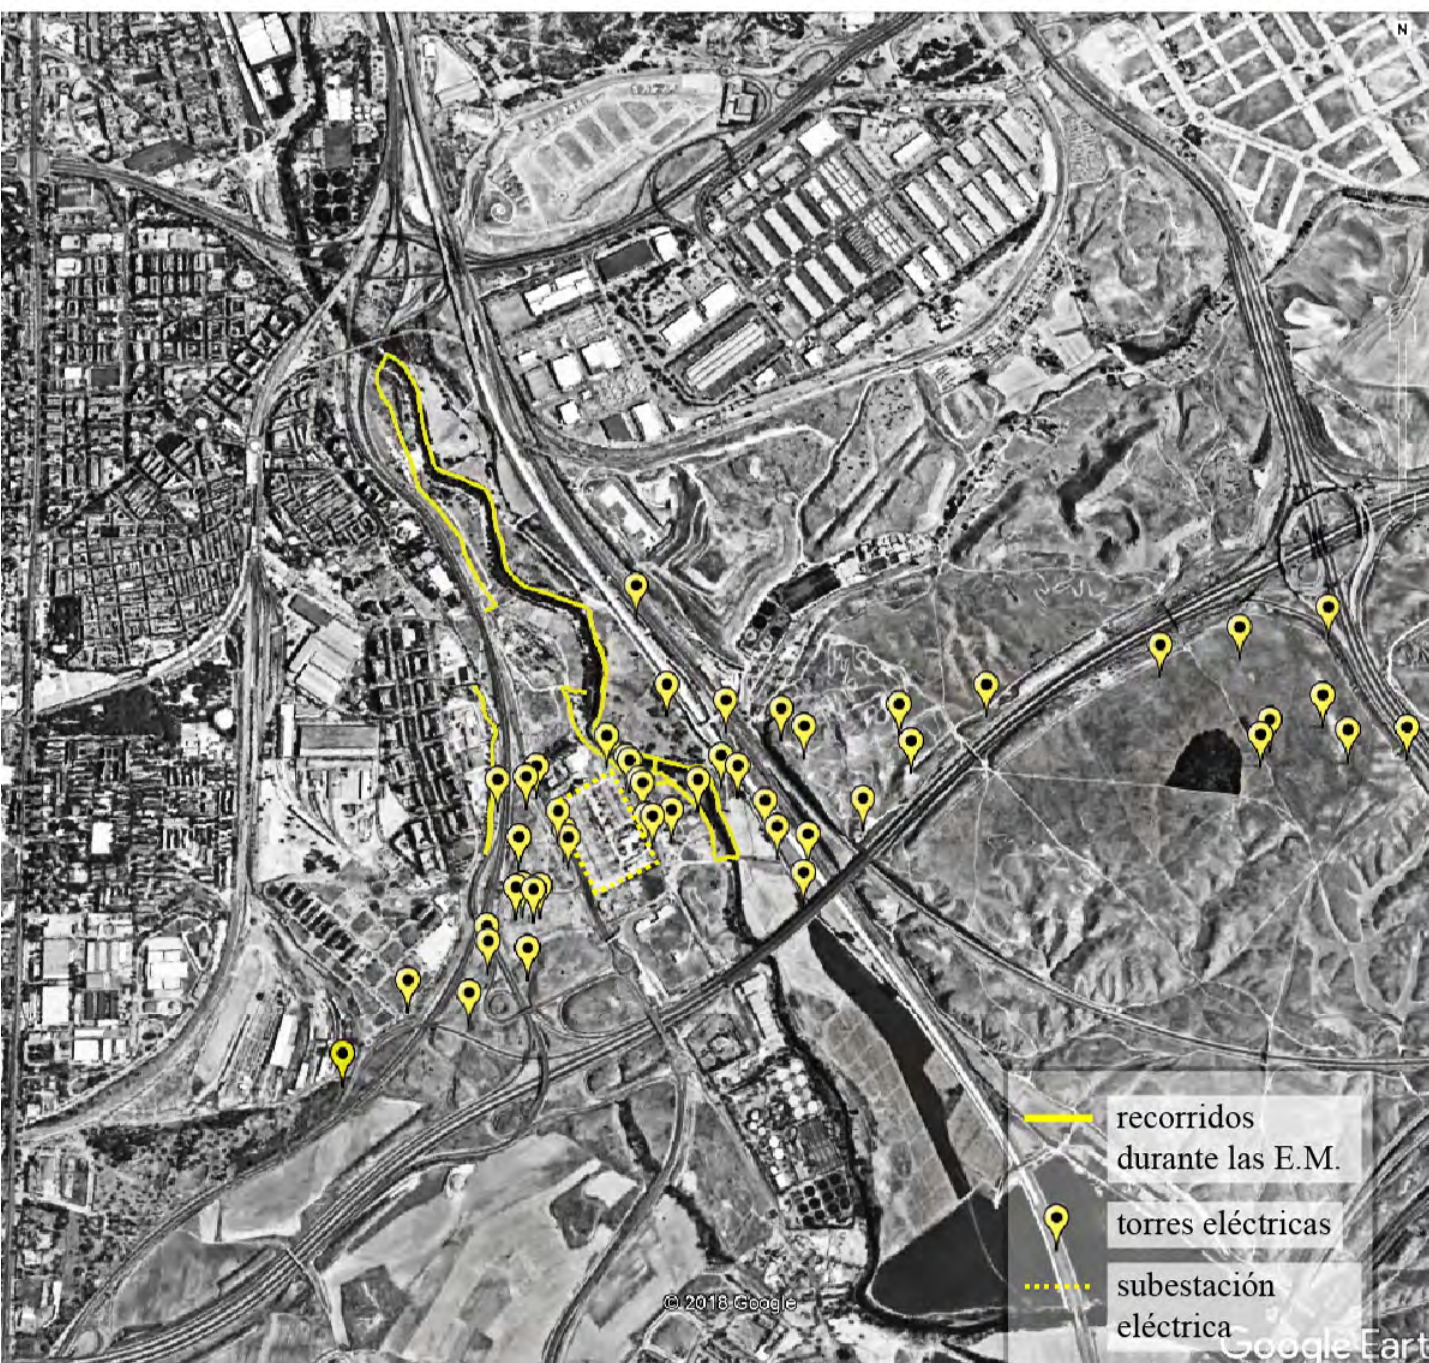 N
recorridos
durante las E.M.
torres eléctricas
subestación
eléctrica
© 2018 Google
Google Eart